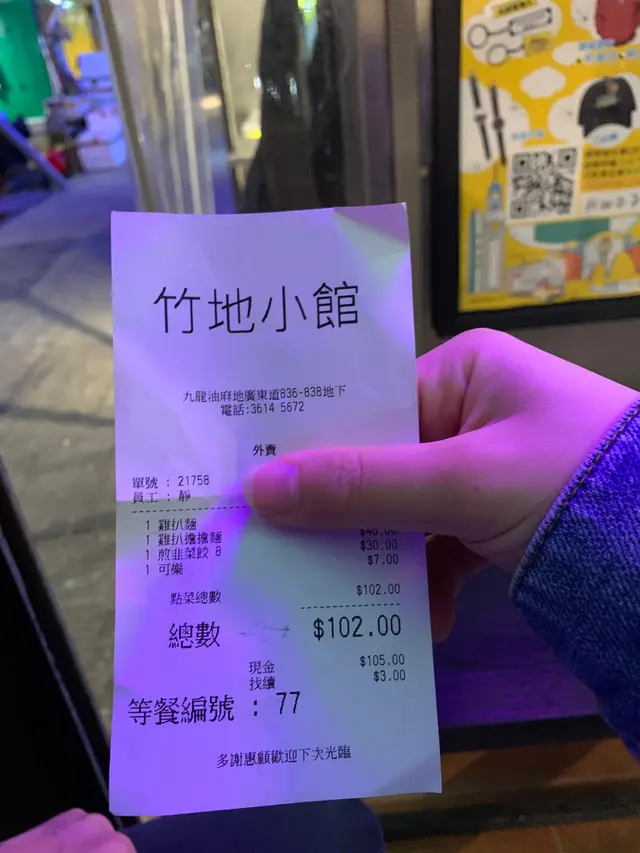 竹地小館
九龍油麻地廣東道836-838地下
電話:3614 5672
外賣
單號 : 21758
員工 : 靜
1 雞扒麵
1 雞扒擔擔麵 $40.00
1 煎韭菜餃 8 $30.00
1 可樂 $7.00
點菜總數 $102.00
總數 $102.00
現金 $105.00
找續 $3.00
等餐編號 : 77
多謝惠顧歡迎下次光臨